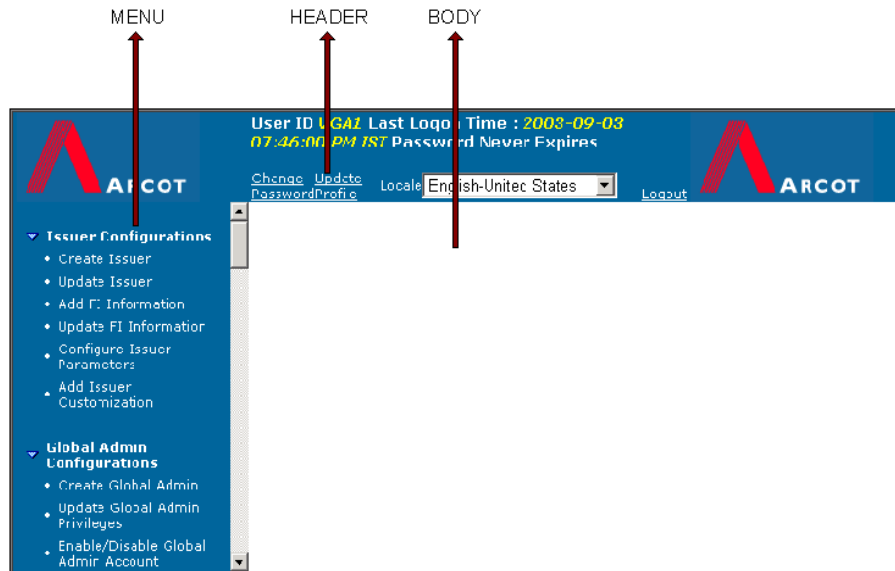 MENU HEADER BODY
User ID UGA1 Last Logon Time : 2003-09-03
07:46:00 PM IST Password Never Expires
ARCOT
Change Password
Update Profile
Locale English-United States
Logout
ARCOT
Issuer Configurations
• Create Issuer
• Update Issuer
• Add FI Information
• Update FI Information
• Configure Issuer
Parameters
• Add Issuer
Customization
Global Admin
Configurations
• Create Global Admin
• Update Global Admin
Privileges
• Enable/Disable Global
Admin Account